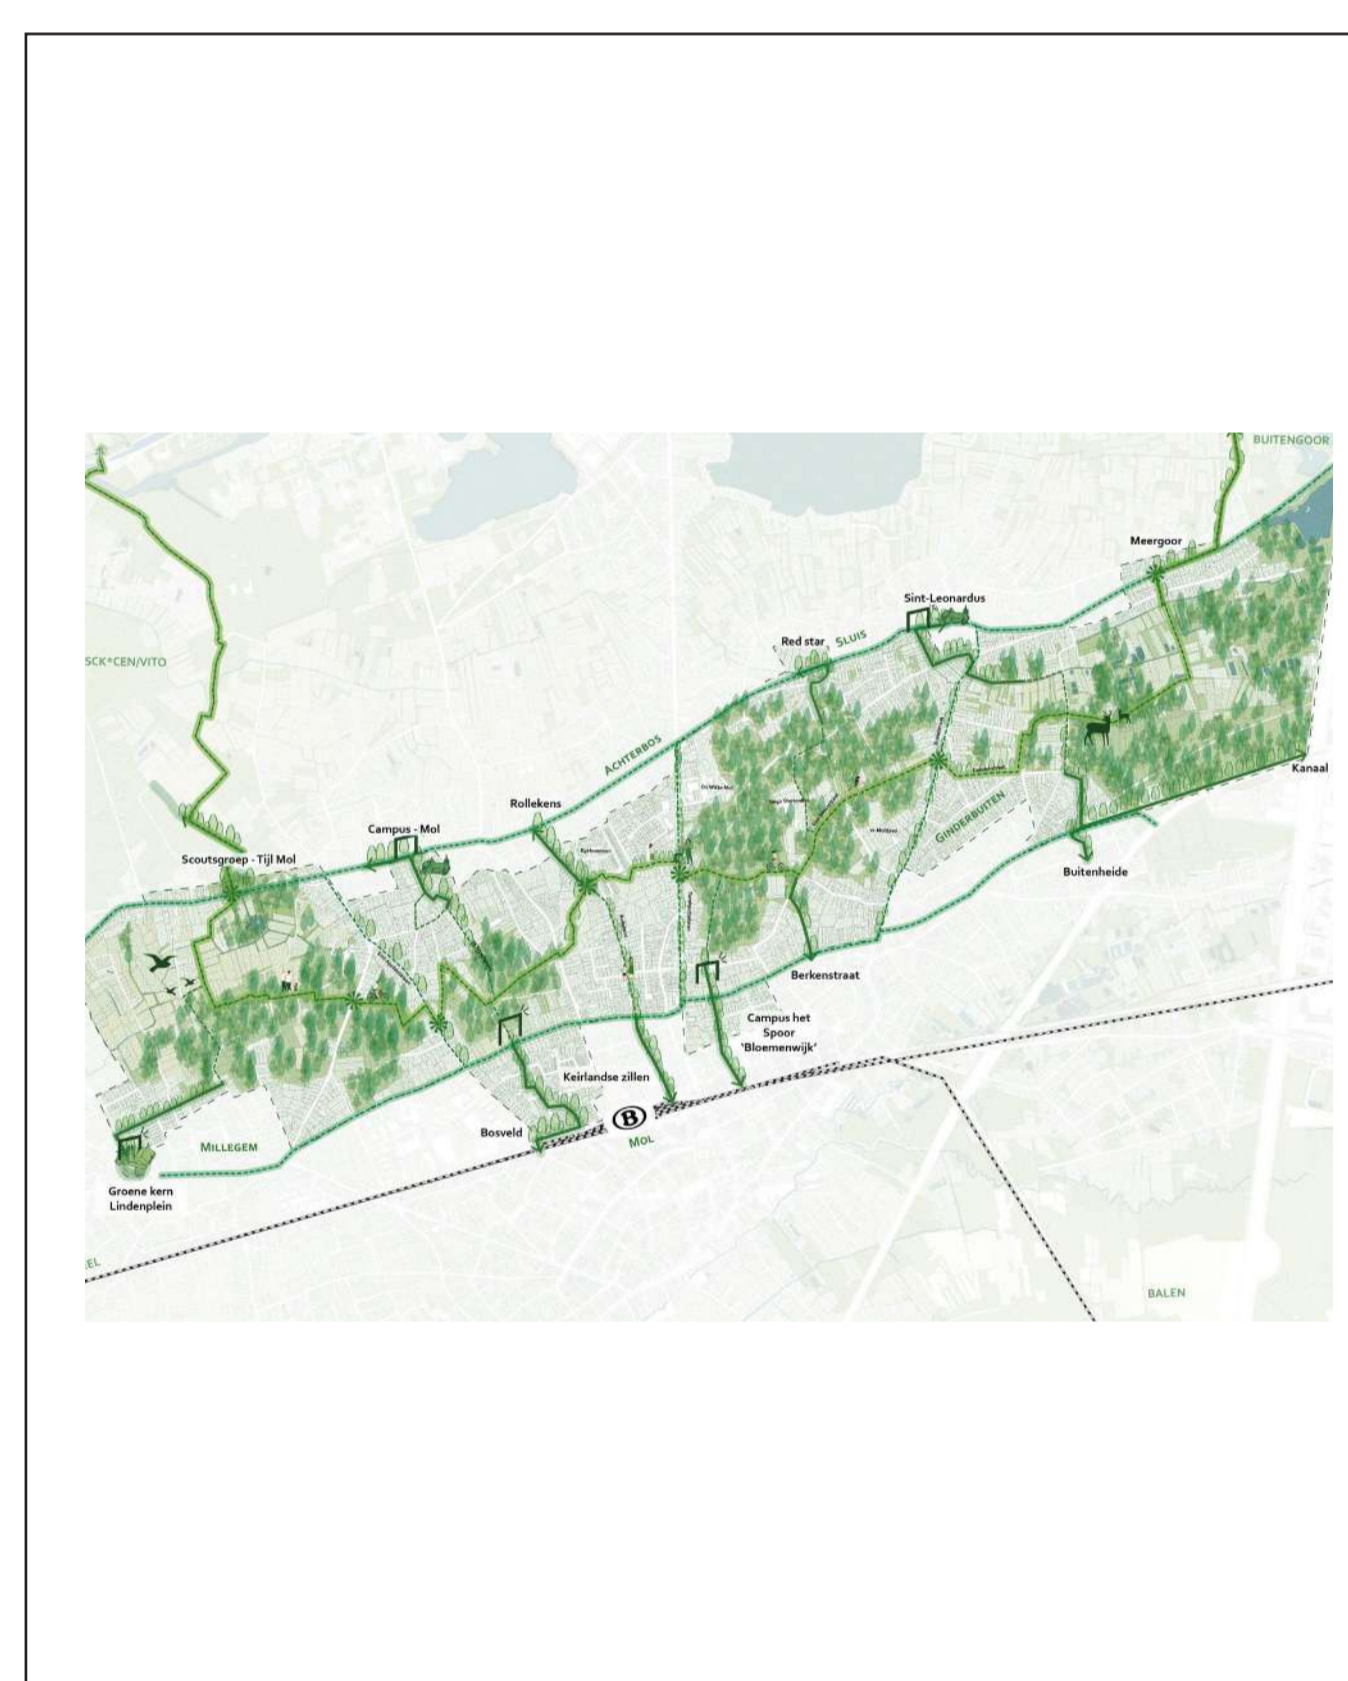 BUITENGOOR
Meergoor
Sint-Leonardus
SLUIS
Red star
SCK*CEN/VITO
ACHTERBOS
Kanaal
Rollekens
GINDERBUITEN
Campus - Mol
Scoutsgroep - Tijl Mol
Buitenheide
Berkenstraat
Campus het
Spoor
'Bloemenwijk'
Keirlandse zillen
B
MOL
Bosveld
MILLEGEM
Groene kern
Lindenplein
EL
BALEN